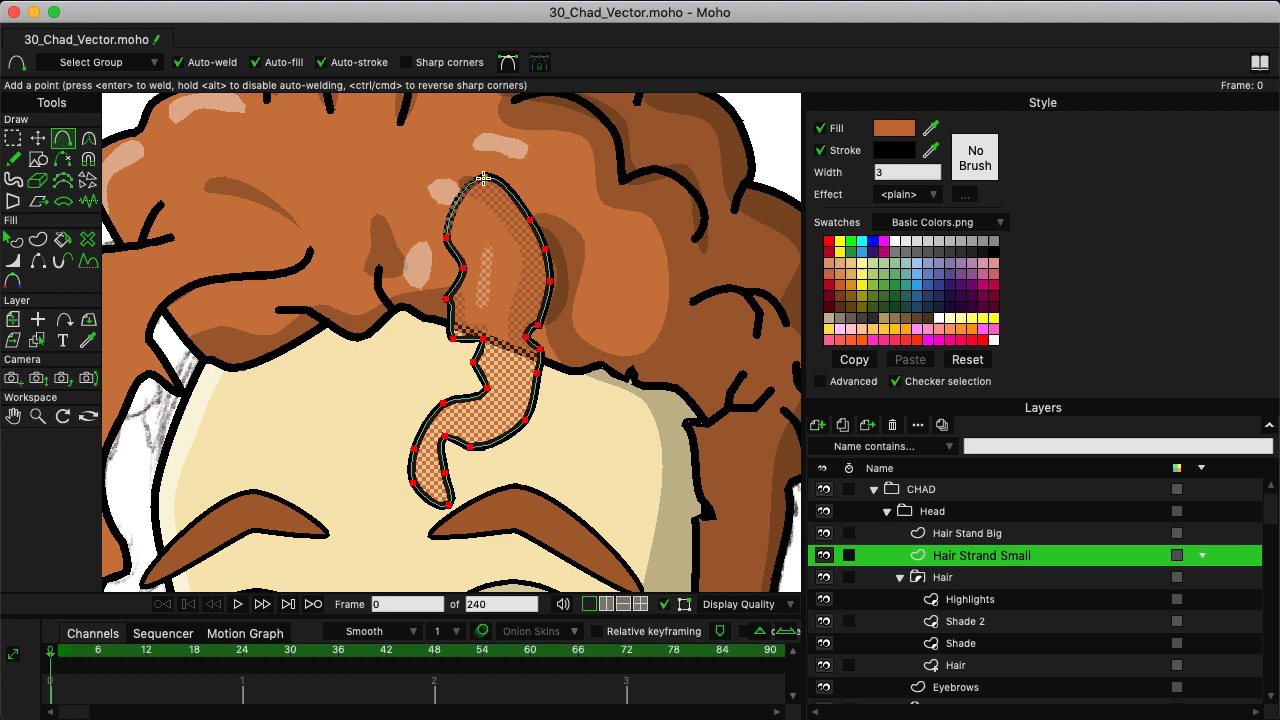 30_Chad_Vector.moho - Moho
30_Chad_Vector.moho
Select Group Auto-weld Auto-fill Auto-stroke Sharp corners
Add a point (press <enter> to weld, hold <alt> to disable auto-welding, <ctrl/cmd> to reverse sharp corners) Frame: 0
Tools
Draw
Fill
Layer
Camera
Workspace
Style
Fill
Stroke
No Brush
Width 3
Effect <plain> ...
Swatches Basic Colors.png
Copy Paste Reset
Advanced Checker selection
Layers
Name contains...
Name
CHAD
Head
Hair Stand Big
Hair Strand Small
Hair
Highlights
Shade 2
Shade
Hair
Eyebrows
Frame 0 of 240 Display Quality
Channels Sequencer Motion Graph Smooth 1 Onion Skins Relative keyframing
0 6 12 18 24 30 36 42 48 54 60 66 72 78 84 90
0 1 2 3